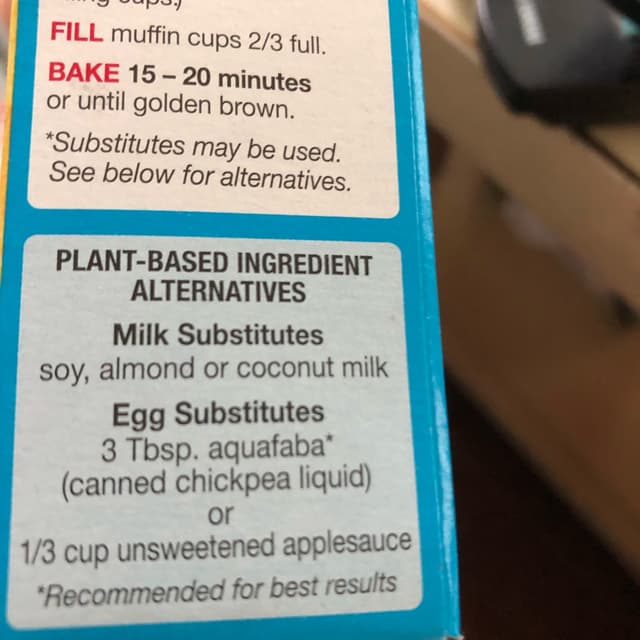 FILL muffin cups 2/3 full.
BAKE 15 – 20 minutes
or until golden brown.
*Substitutes may be used.
See below for alternatives.
PLANT-BASED INGREDIENT
ALTERNATIVES
Milk Substitutes
soy, almond or coconut milk
Egg Substitutes
3 Tbsp. aquafaba*
(canned chickpea liquid)
or
1/3 cup unsweetened applesauce
*Recommended for best results